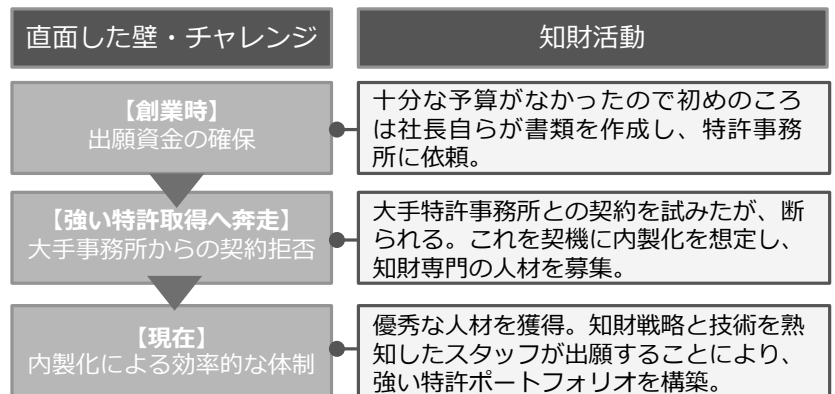 直面した壁・チャレンジ
知財活動
【創業時】
出願資金の確保
十分な予算がなかったので初めのころ
は社長自らが書類を作成し、特許事務
所に依頼。
【強い特許取得へ奔走】
大手事務所からの契約拒否
大手特許事務所との契約を試みたが、断
られる。これを契機に内製化を想定し、
知財専門の人材を募集。
【現在】
内製化による効率的な体制
優秀な人材を獲得。知財戦略と技術を熟
知したスタッフが出願することにより、
強い特許ポートフォリオを構築。